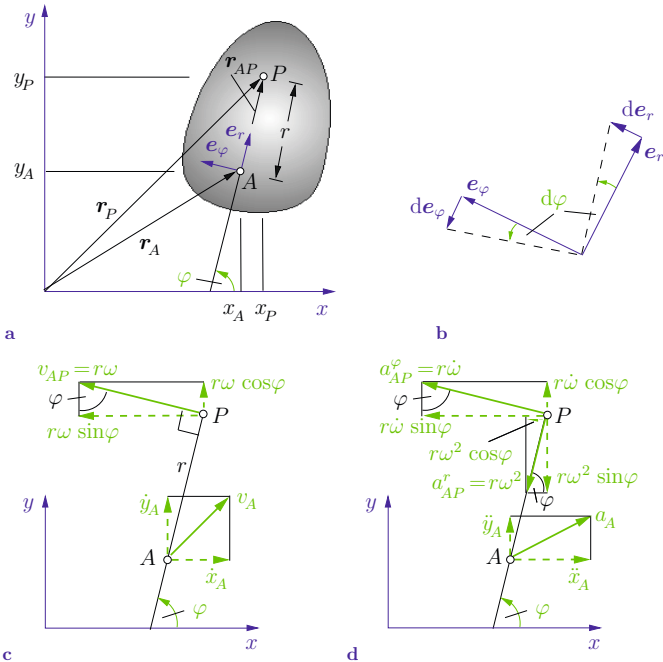 y
y_P
y_A
r_P
r_A
r_AP
P
r
e_r
e_φ
A
φ
x_A x_P x
a
de_r
e_r
e_φ
de_φ
dφ
b
v_AP = rω
rω cosφ
φ
P
rω sinφ
r
y
ẏ_A
v_A
A
ẋ_A
φ
x
c
a^φ_AP = rω̇
rω̇ cosφ
φ
P
rω̇ sinφ
rω² cosφ
a^r_AP = rω²
rω² sinφ
φ
y
ÿ_A
a_A
A
ẍ_A
φ
x
d